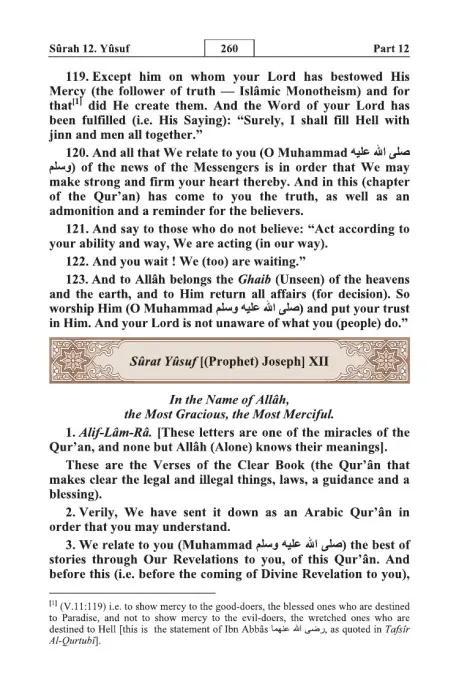 Sûrah 12. Yûsuf 260 Part 12
119. Except him on whom your Lord has bestowed His
Mercy (the follower of truth — Islâmic Monotheism) and for
that[1] did He create them. And the Word of your Lord has
been fulfilled (i.e. His Saying): “Surely, I shall fill Hell with
jinn and men all together.”
120. And all that We relate to you (O Muhammad صلى الله عليه
وسلم) of the news of the Messengers is in order that We may
make strong and firm your heart thereby. And in this (chapter
of the Qur’ân) has come to you the truth, as well as an
admonition and a reminder for the believers.
121. And say to those who do not believe: “Act according to
your ability and way, We are acting (in our way).
122. And you wait ! We (too) are waiting.”
123. And to Allâh belongs the Ghaib (Unseen) of the heavens
and the earth, and to Him return all affairs (for decision). So
worship Him (O Muhammad صلى الله عليه وسلم) and put your trust
in Him. And your Lord is not unaware of what you (people) do.”
Sûrat Yûsuf [(Prophet) Joseph] XII
In the Name of Allâh,
the Most Gracious, the Most Merciful.
1. Alif-Lâm-Râ. [These letters are one of the miracles of the
Qur’an, and none but Allâh (Alone) knows their meanings].
These are the Verses of the Clear Book (the Qur’ân that
makes clear the legal and illegal things, laws, a guidance and a
blessing).
2. Verily, We have sent it down as an Arabic Qur’ân in
order that you may understand.
3. We relate to you (Muhammad صلى الله عليه وسلم) the best of
stories through Our Revelations to you, of this Qur’ân. And
before this (i.e. before the coming of Divine Revelation to you),
[1] (V.11:119) i.e. to show mercy to the good-doers, the blessed ones who are destined
to Paradise, and not to show mercy to the evil-doers, the wretched ones who are
destined to Hell [this is the statement of Ibn Abbâs رضى الله عنهما, as quoted in Tafsîr
Al-Qurtubî].